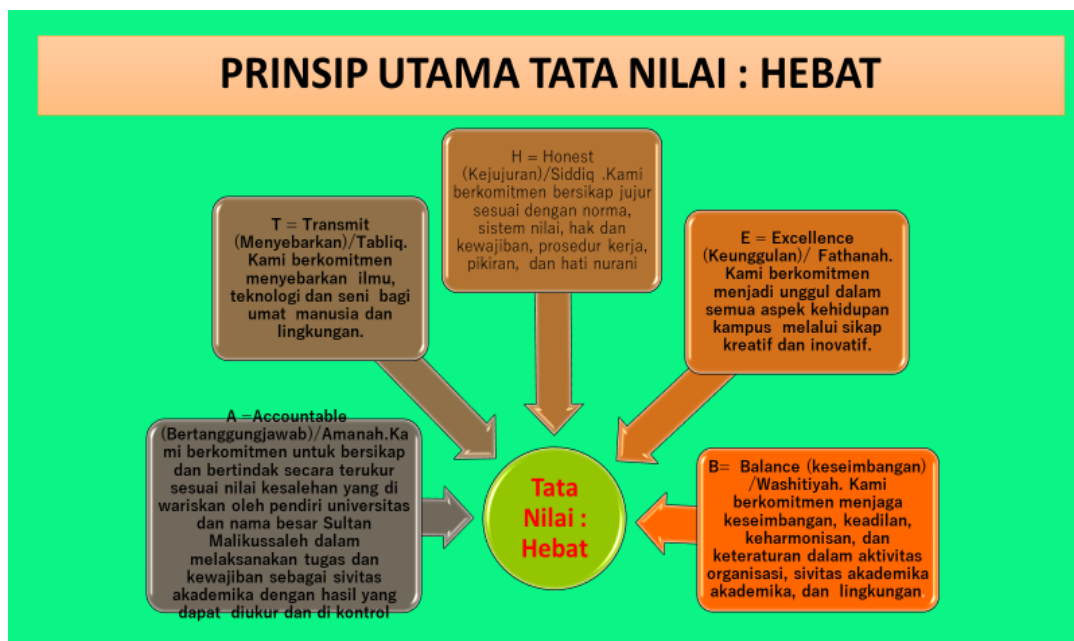 PRINSIP UTAMA TATA NILAI : HEBAT
H = Honest
(Kejujuran)/Siddiq .Kami
berkomitmen bersikap jujur
sesuai dengan norma,
sistem nilai, hak dan
kewajiban, prosedur kerja,
pikiran, dan hati nurani
T = Transmit
(Menyebarkan)/Tabliq.
Kami berkomitmen
menyebarkan ilmu,
teknologi dan seni bagi
umat manusia dan
lingkungan.
E = Excellence
(Keunggulan)/ Fathanah.
Kami berkomitmen
menjadi unggul dalam
semua aspek kehidupan
kampus melalui sikap
kreatif dan inovatif.
A =Accountable
(Bertanggungjawab)/Amanah.Ka
mi berkomitmen untuk bersikap
dan bertindak secara terukur
sesuai nilai kesalehan yang di
wariskan oleh pendiri universitas
dan nama besar Sultan
Malikussaleh dalam
melaksanakan tugas dan
kewajiban sebagai sivitas
akademika dengan hasil yang
dapat diukur dan di kontrol
Tata
Nilai :
Hebat
B= Balance (keseimbangan)
/Washitiyah. Kami
berkomitmen menjaga
keseimbangan, keadilan,
keharmonisan, dan
keteraturan dalam aktivitas
organisasi, sivitas akademika
akademika, dan lingkungan